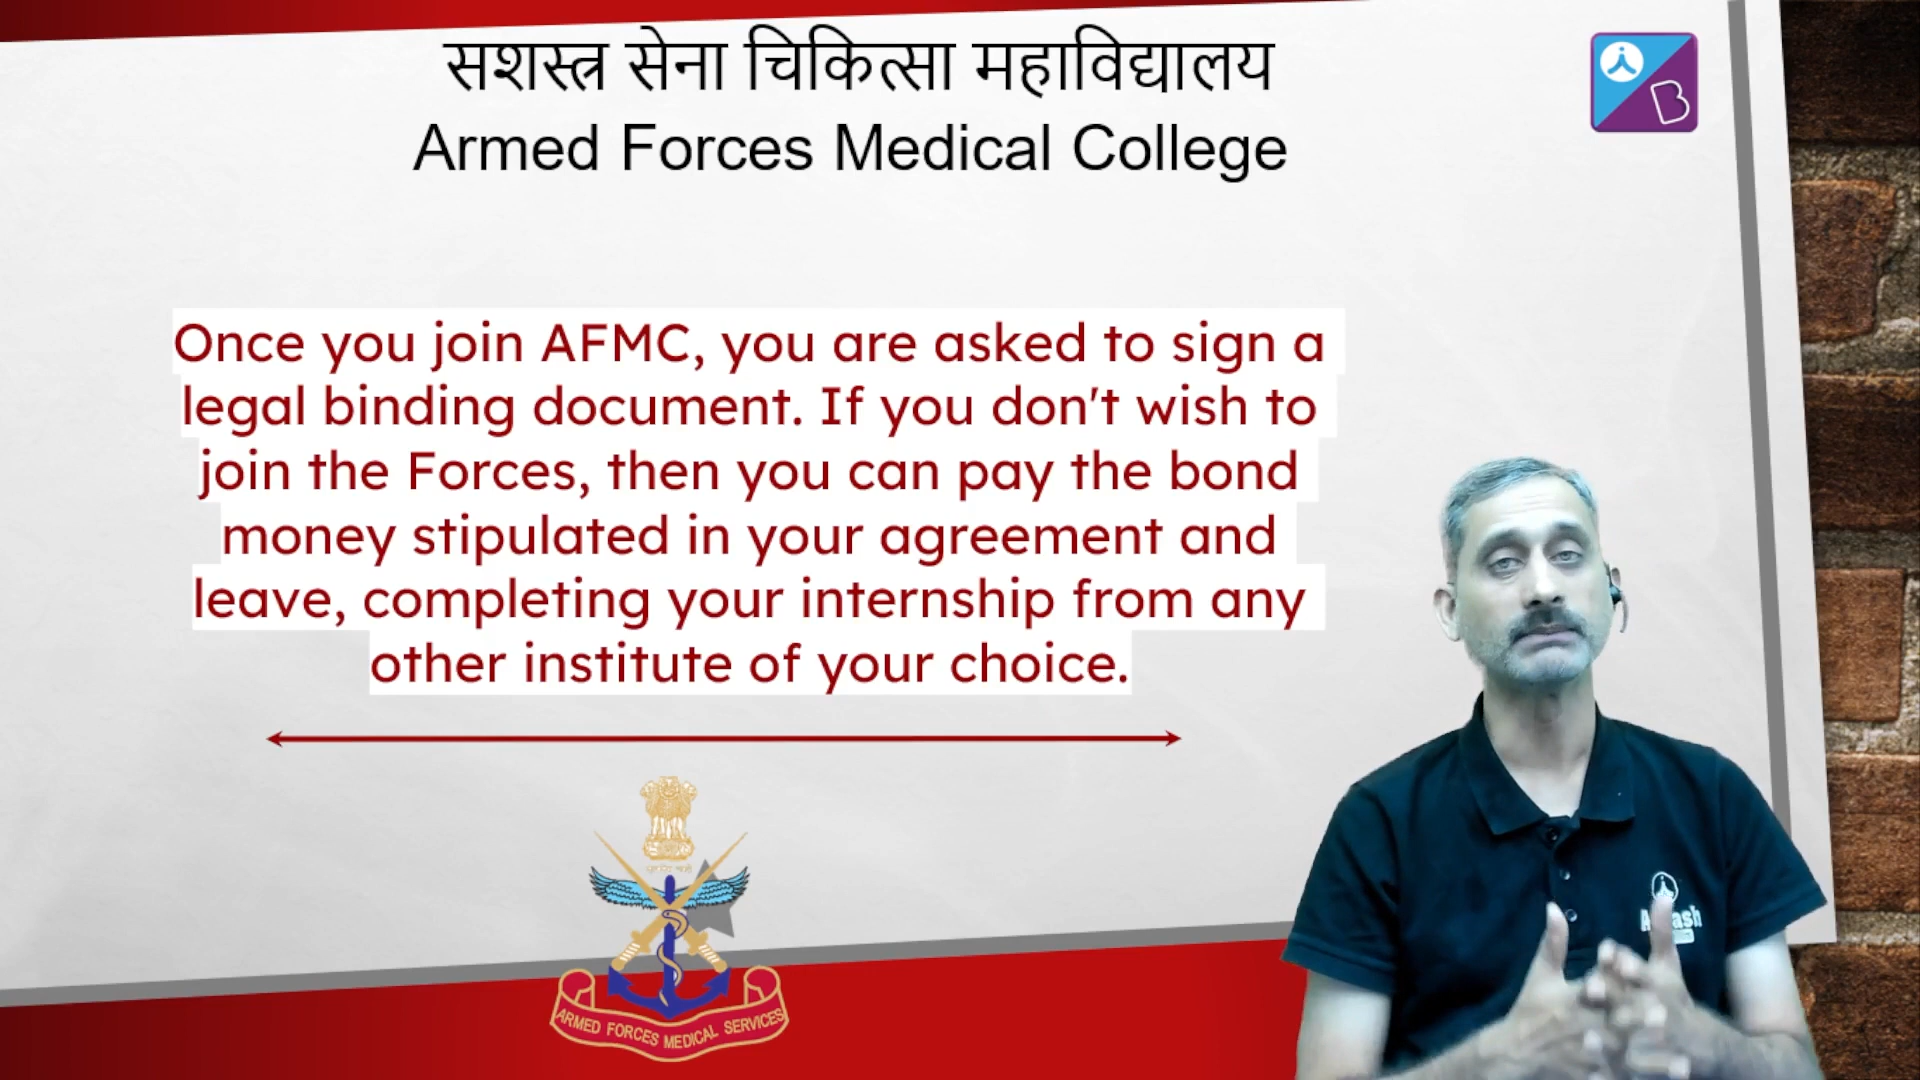 सशस्त्र सेना चिकित्सा महाविद्यालय
Armed Forces Medical College
Once you join AFMC, you are asked to sign a
legal binding document. If you don't wish to
join the Forces, then you can pay the bond
money stipulated in your agreement and
leave, completing your internship from any
other institute of your choice.
ARMED FORCES MEDICAL SERVICES